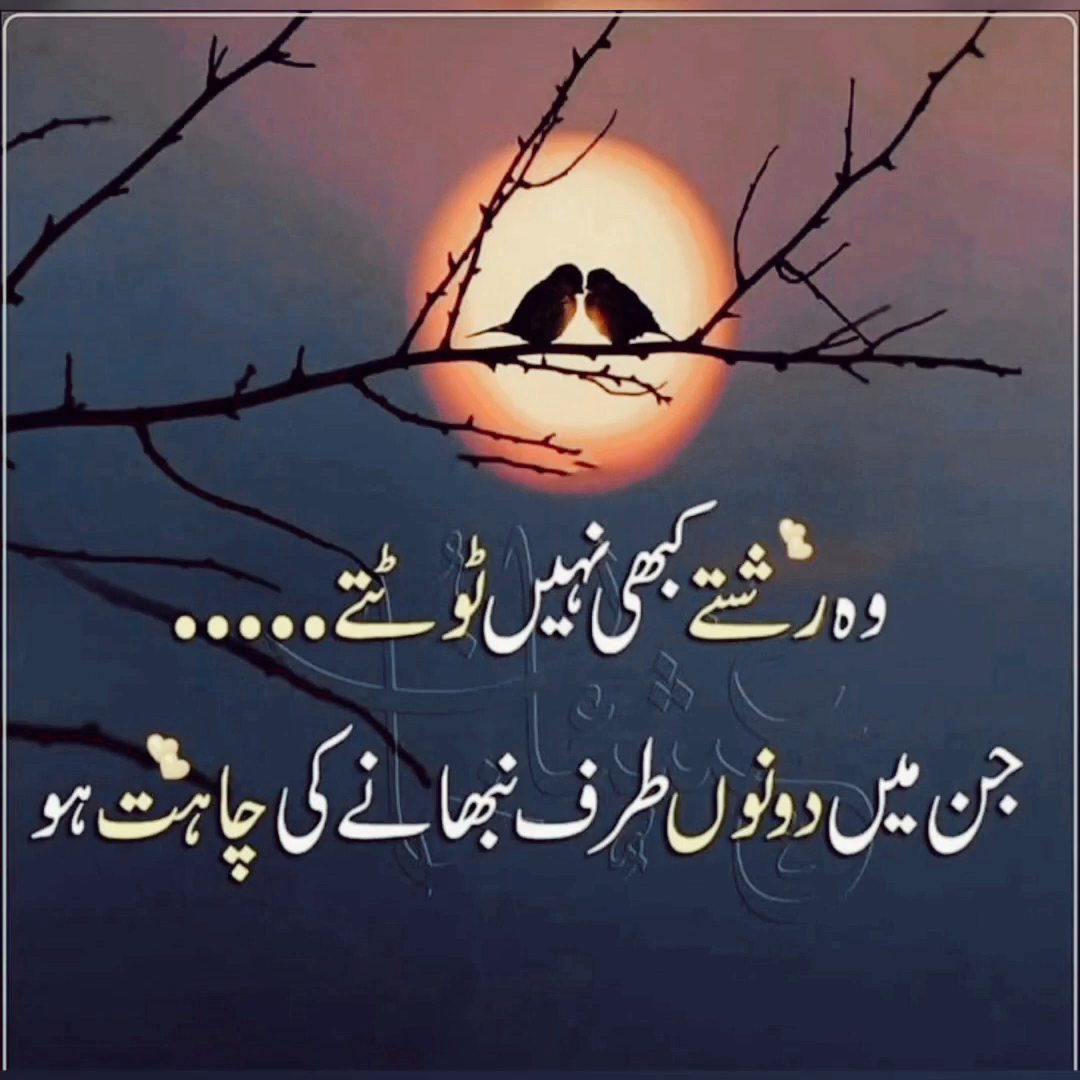 وہ رشتے کبھی نہیں ٹوٹتے.....
جن میں دونوں طرف نبھانے کی چاہت ہو